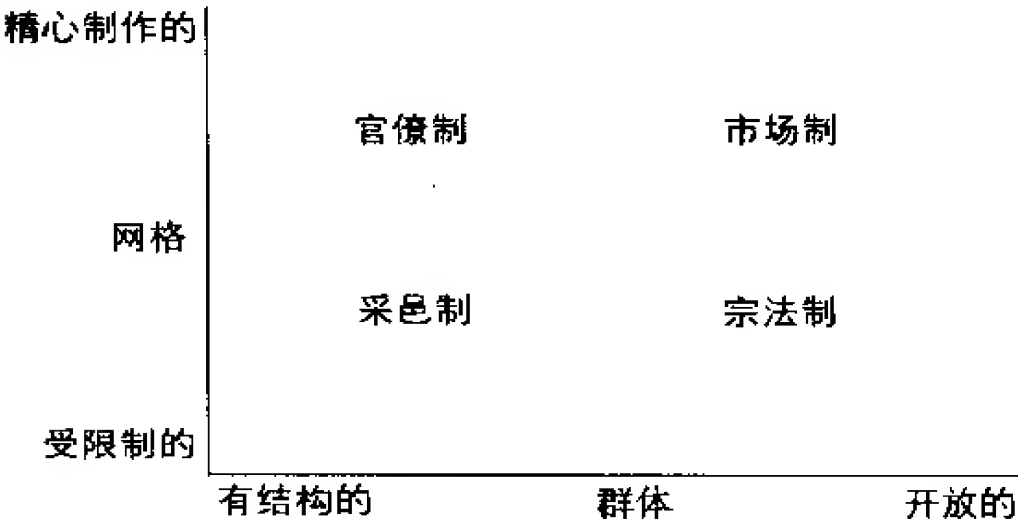 精心制作的
官僚制 市场制
网格
采邑制 宗法制
受限制的
有结构的 群体 开放的